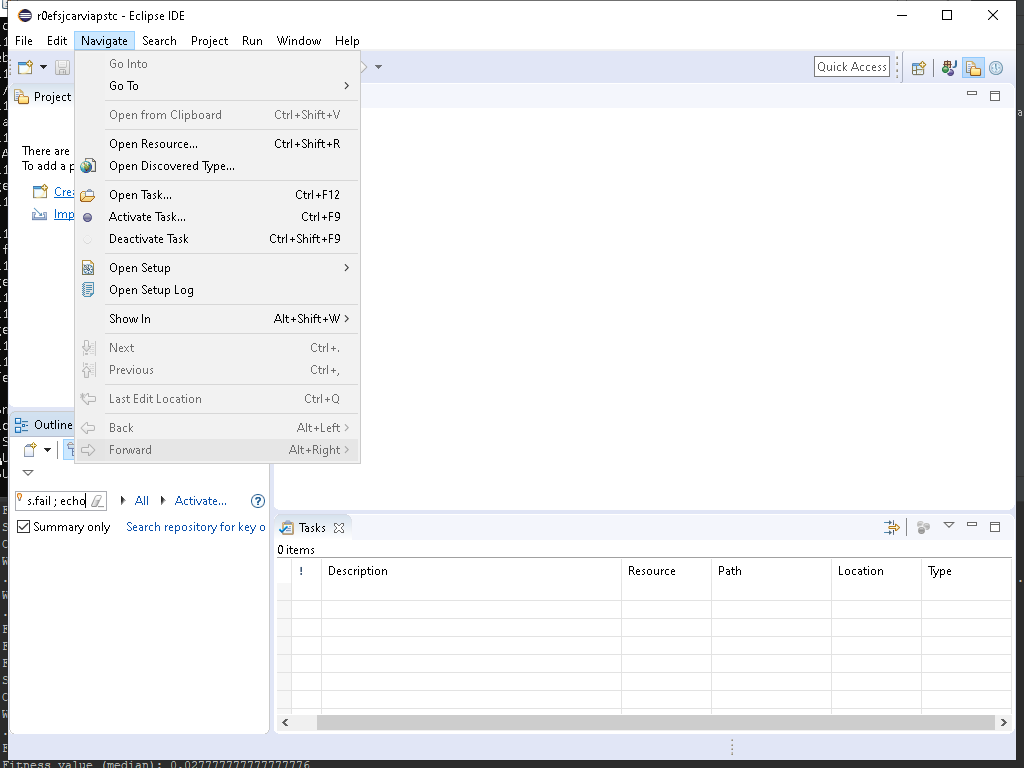 r0efsjcarviapstc - Eclipse IDE
File Edit Navigate Search Project Run Window Help
Quick Access
Project
Go Into
Go To
Open from Clipboard Ctrl+Shift+V
Open Resource... Ctrl+Shift+R
Open Discovered Type...
There are
To add a p
Crea
Imp
Open Task... Ctrl+F12
Activate Task... Ctrl+F9
Deactivate Task Ctrl+Shift+F9
Open Setup
Open Setup Log
Show In Alt+Shift+W
Next Ctrl+.
Previous Ctrl+,
Last Edit Location Ctrl+Q
Back Alt+Left
Forward Alt+Right
Outline
s.fail ; echo All Activate...
Summary only Search repository for key o
Tasks
0 items
! Description Resource Path Location Type
Fitness value (median): 0.027777777777777776